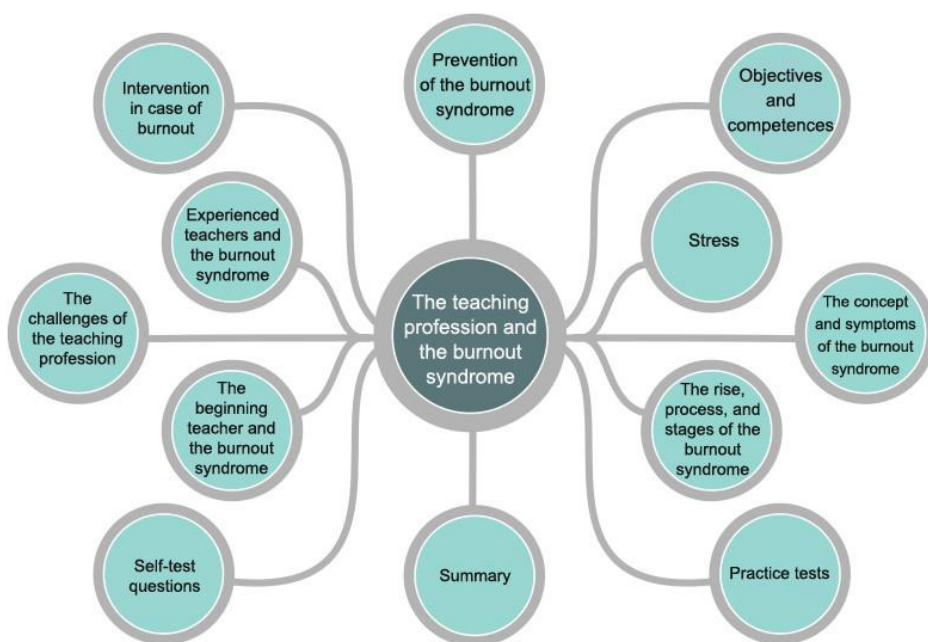 Intervention
in case of
burnout
Prevention
of the burnout
syndrome
Objectives
and
competences
Experienced
teachers and
the burnout
syndrome
Stress
The
challenges of
the teaching
profession
The teaching
profession and
the burnout
syndrome
The concept
and symptoms
of the burnout
syndrome
The
beginning
teacher and
the burnout
syndrome
The rise,
process, and
stages of the
burnout
syndrome
Self-test
questions
Summary
Practice tests